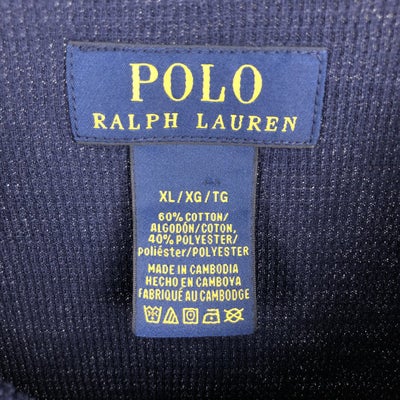 POLO
RALPH LAUREN
XL/XG/TG
60% COTTON/
ALGODÓN/COTON,
40% POLYESTER/
poliéster/POLYESTER
MADE IN CAMBODIA
HECHO EN CAMBOYA
FABRIQUÉ AU CAMBODGE